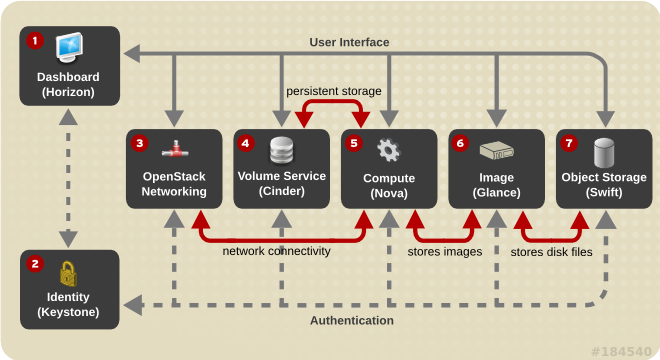 User Interface
1
Dashboard
(Horizon)
persistent storage
3
OpenStack
Networking
4
Volume Service
(Cinder)
5
Compute
(Nova)
6
Image
(Glance)
7
Object Storage
(Swift)
network connectivity
stores images
stores disk files
2
Identity
(Keystone)
Authentication
#184540